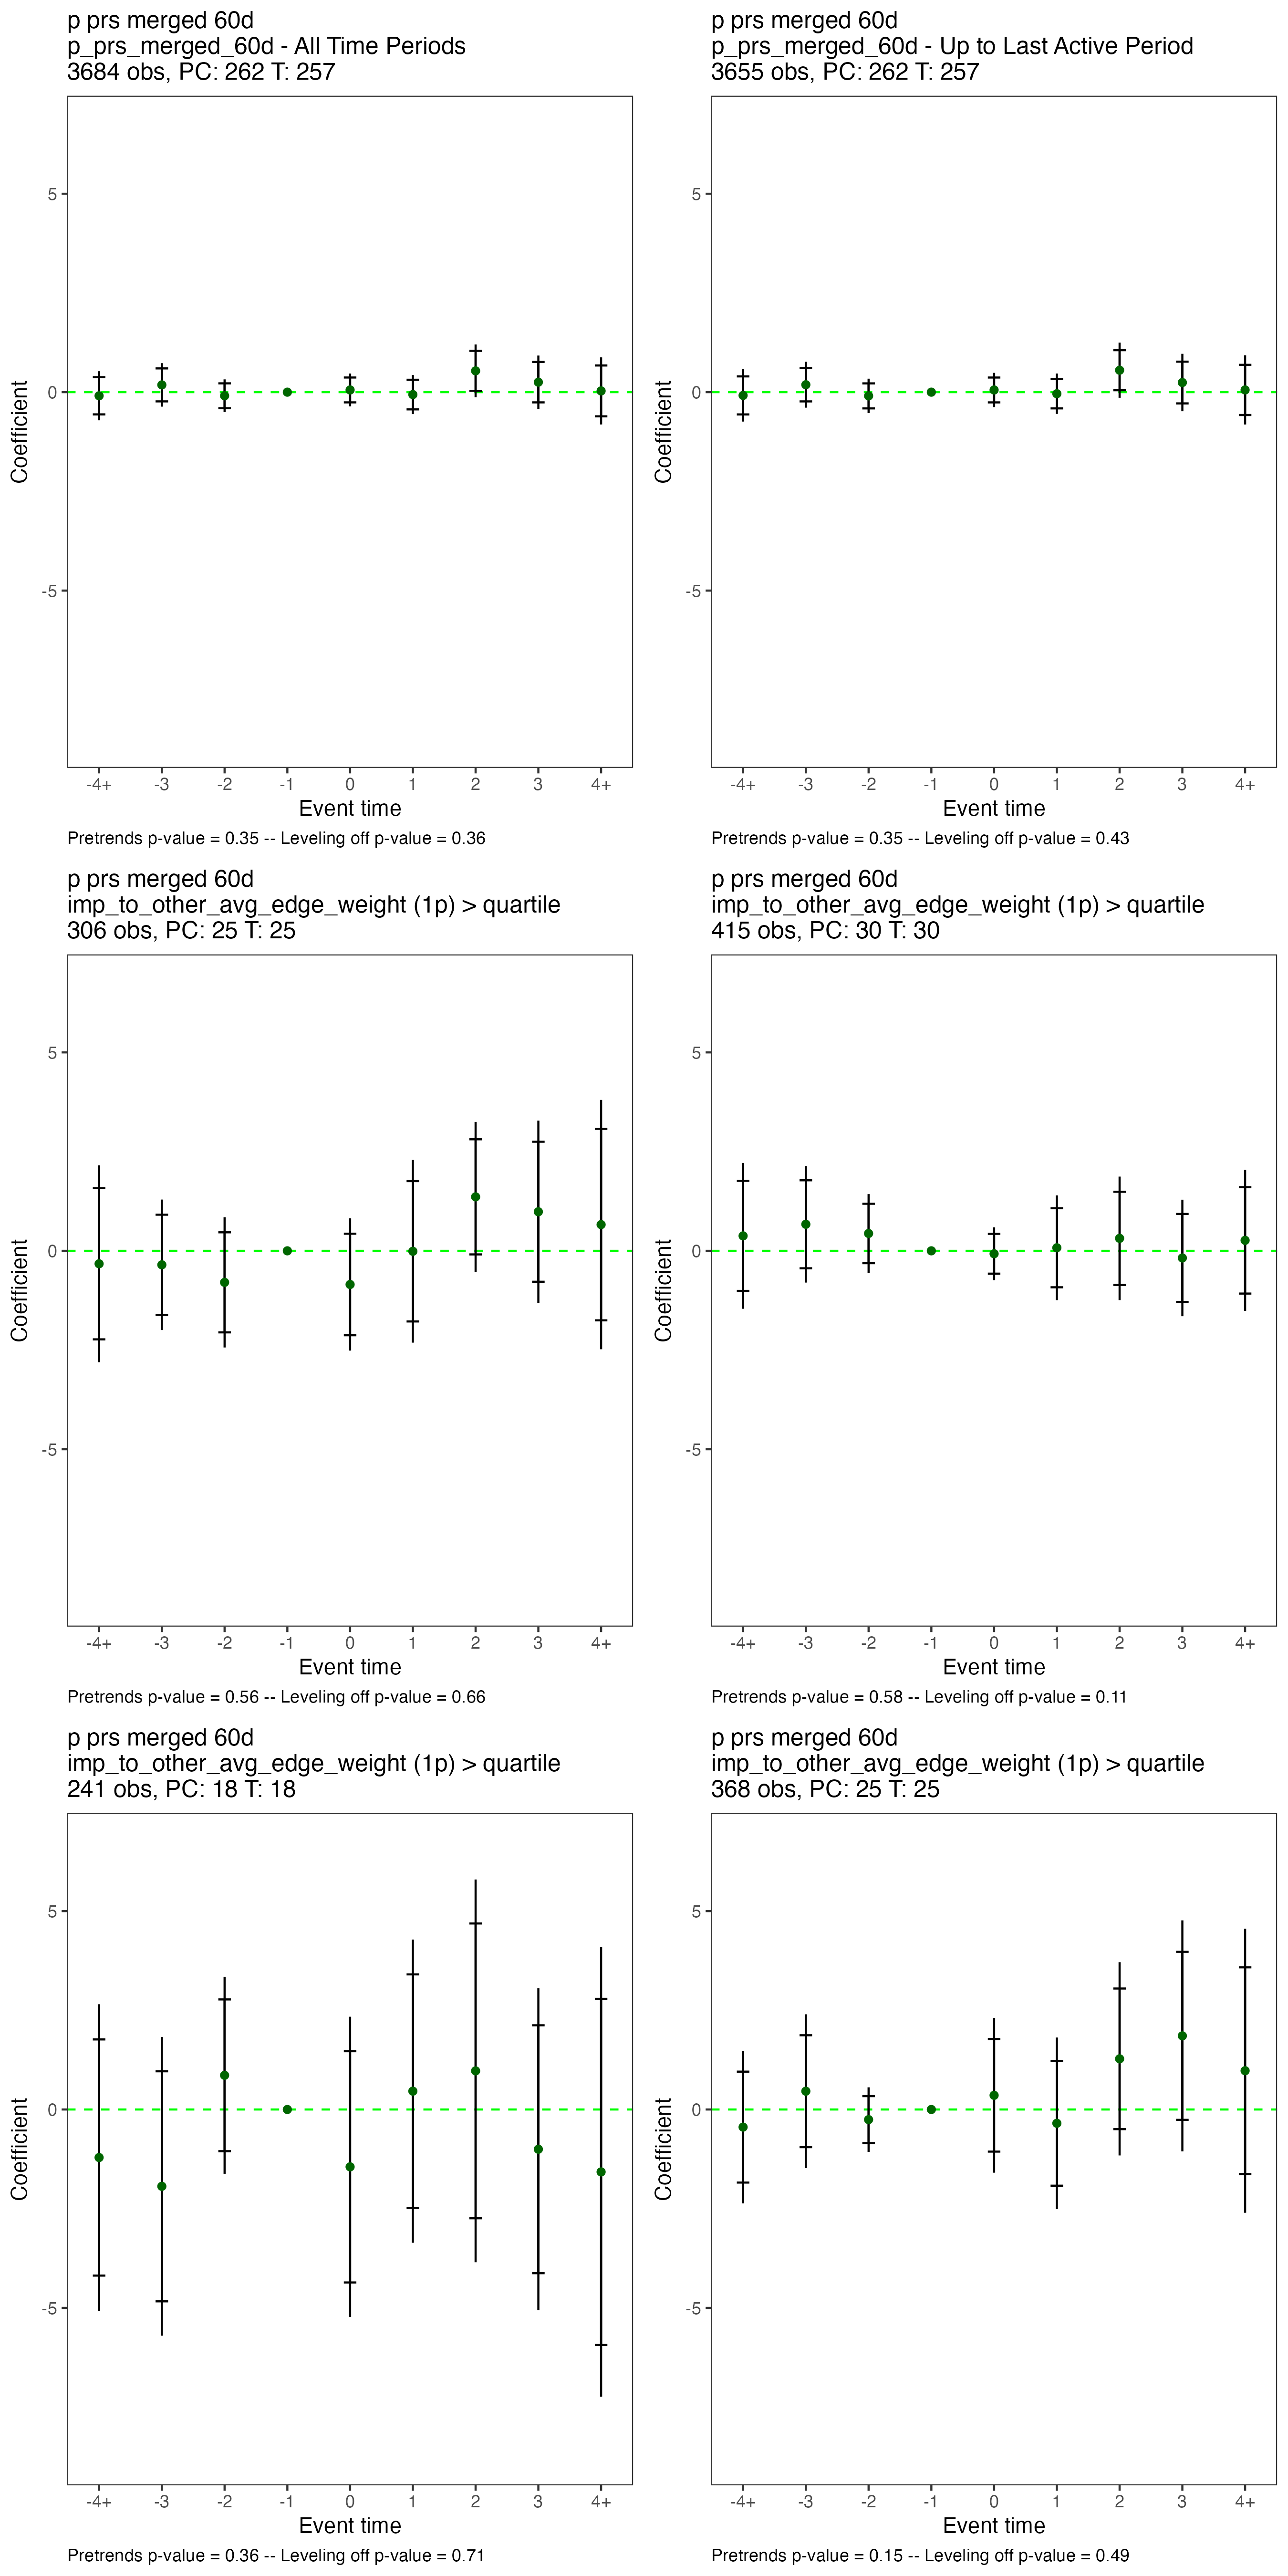 p prs merged 60d
p_prs_merged_60d - All Time Periods
3684 obs, PC: 262 T: 257
Coefficient
5
0
-5
-4+ -3 -2 -1 0 1 2 3 4+
Event time
Pretrends p-value = 0.35 -- Leveling off p-value = 0.36
p prs merged 60d
p_prs_merged_60d - Up to Last Active Period
3655 obs, PC: 262 T: 257
Coefficient
5
0
-5
-4+ -3 -2 -1 0 1 2 3 4+
Event time
Pretrends p-value = 0.35 -- Leveling off p-value = 0.43
p prs merged 60d
imp_to_other_avg_edge_weight (1p) > quartile
306 obs, PC: 25 T: 25
Coefficient
5
0
-5
-4+ -3 -2 -1 0 1 2 3 4+
Event time
Pretrends p-value = 0.56 -- Leveling off p-value = 0.66
p prs merged 60d
imp_to_other_avg_edge_weight (1p) > quartile
415 obs, PC: 30 T: 30
Coefficient
5
0
-5
-4+ -3 -2 -1 0 1 2 3 4+
Event time
Pretrends p-value = 0.58 -- Leveling off p-value = 0.11
p prs merged 60d
imp_to_other_avg_edge_weight (1p) > quartile
241 obs, PC: 18 T: 18
Coefficient
5
0
-5
-4+ -3 -2 -1 0 1 2 3 4+
Event time
Pretrends p-value = 0.36 -- Leveling off p-value = 0.71
p prs merged 60d
imp_to_other_avg_edge_weight (1p) > quartile
368 obs, PC: 25 T: 25
Coefficient
5
0
-5
-4+ -3 -2 -1 0 1 2 3 4+
Event time
Pretrends p-value = 0.15 -- Leveling off p-value = 0.49